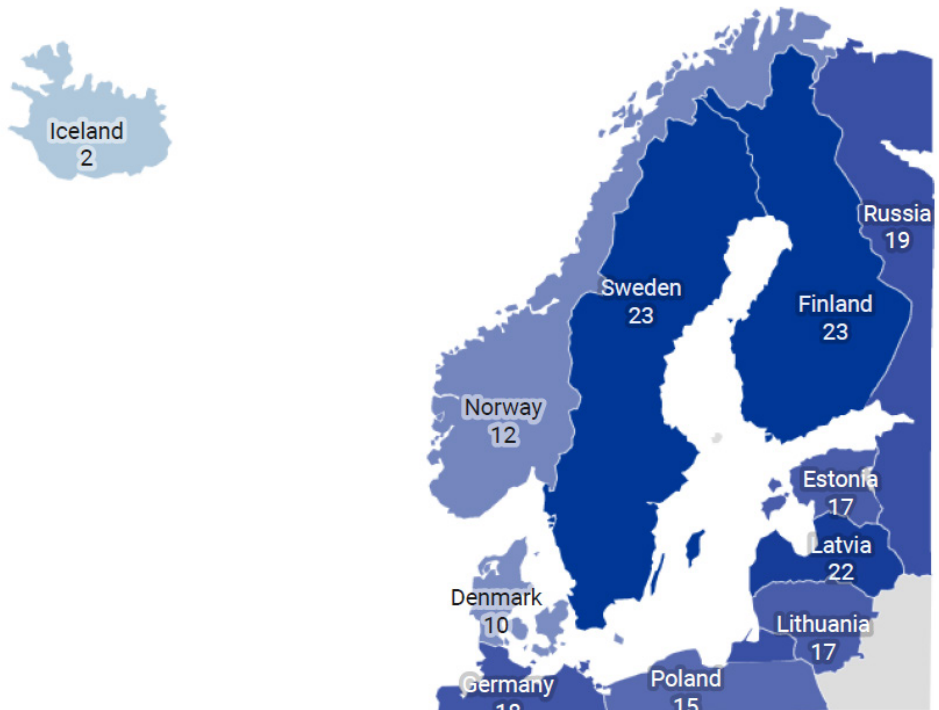 Iceland
2
Russia
19
Sweden
23
Finland
23
Norway
12
Estonia
17
Latvia
22
Denmark
10
Lithuania
17
Germany
18
Poland
15